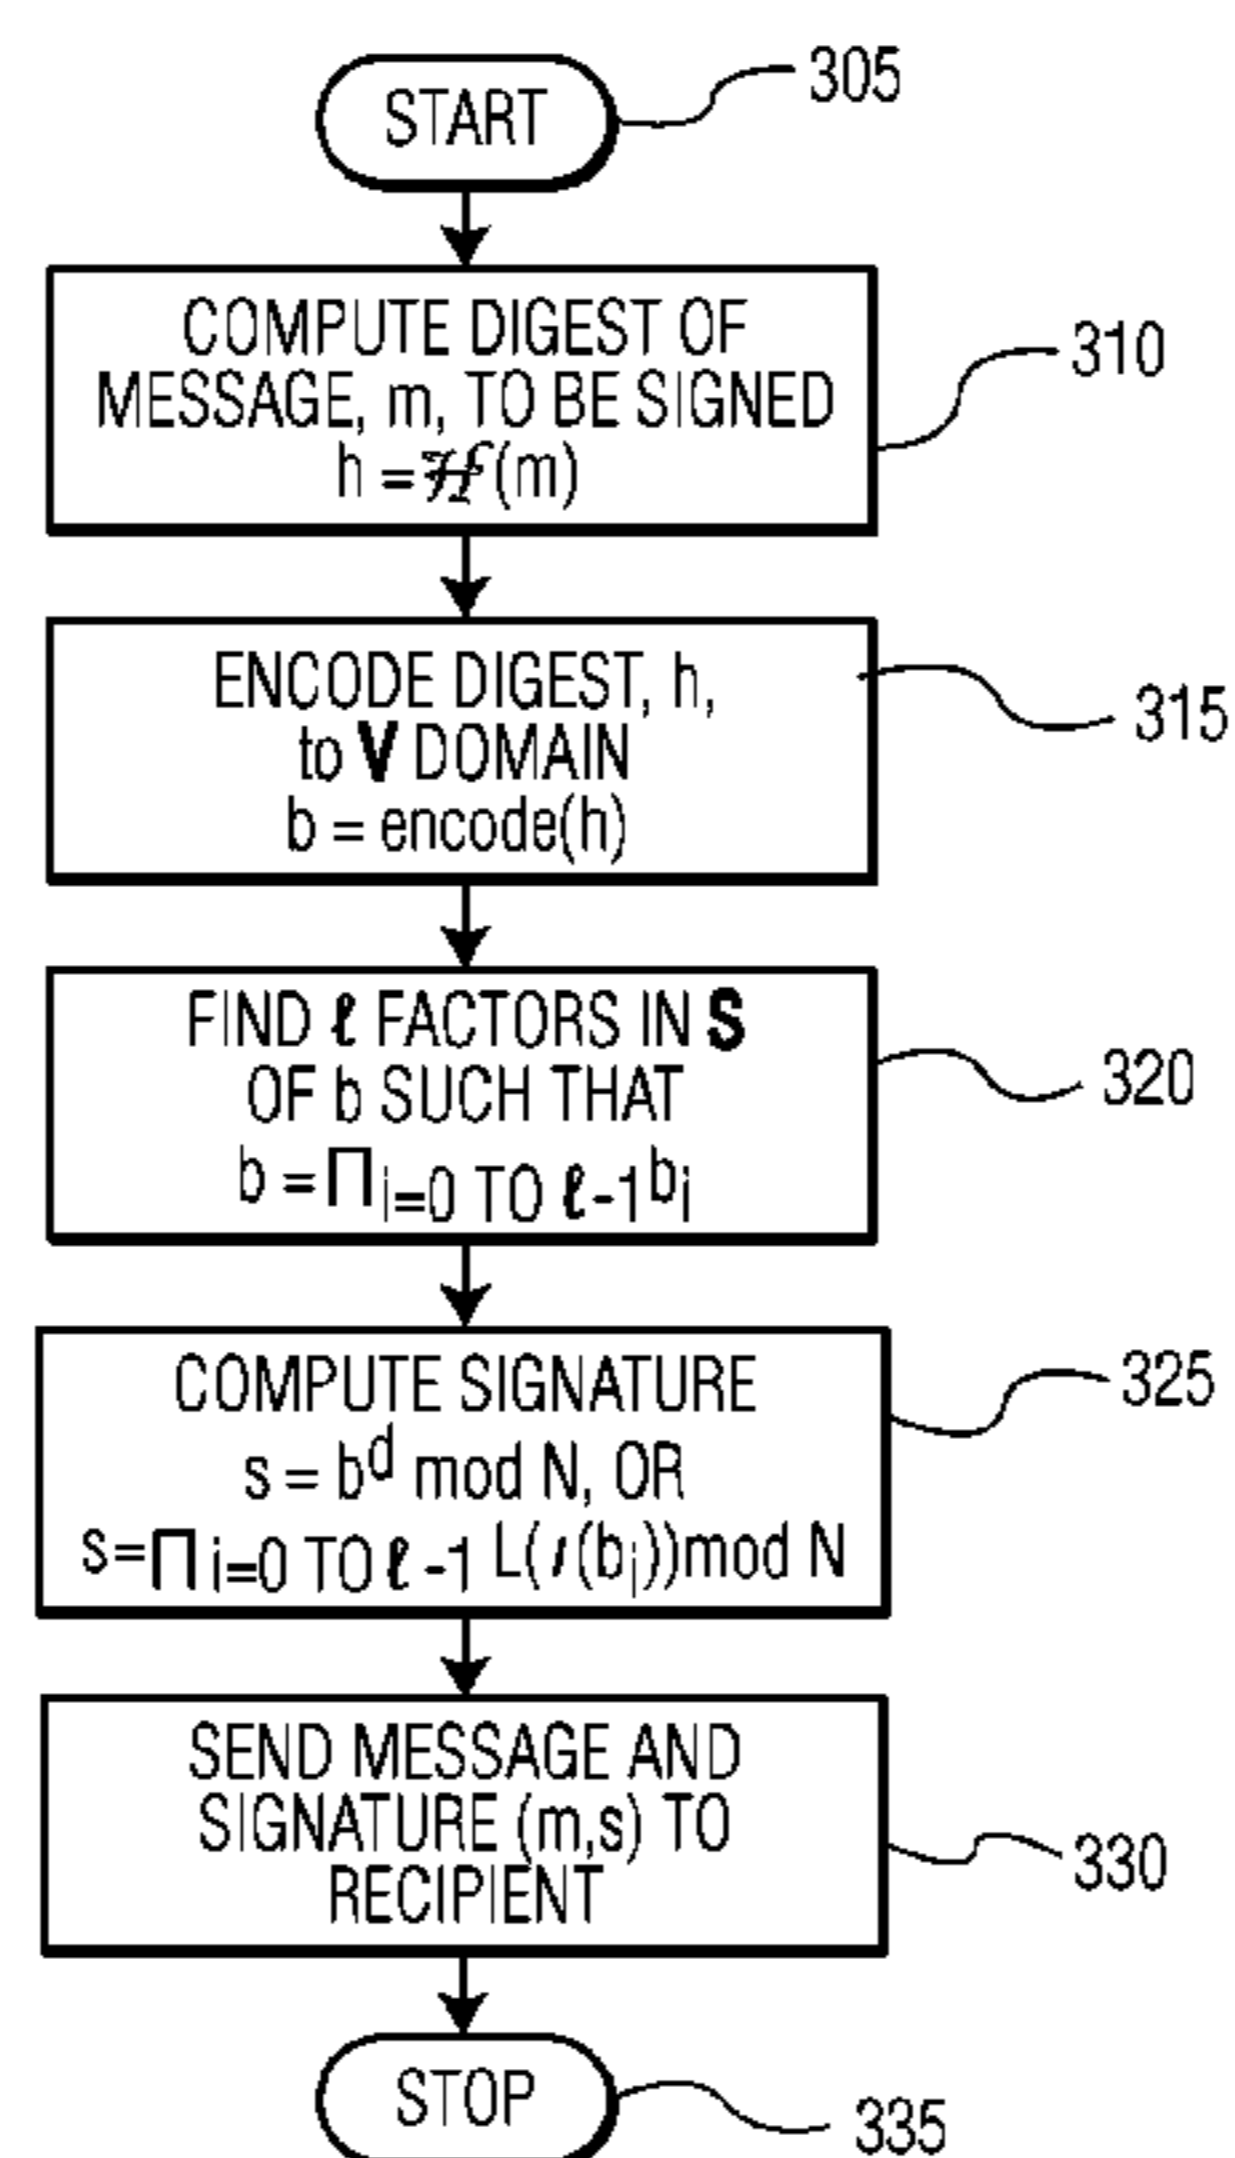 START
305
COMPUTE DIGEST OF
MESSAGE, m, TO BE SIGNED
h = ℋ(m)
310
ENCODE DIGEST, h,
to V DOMAIN
b = encode(h)
315
FIND ℓ FACTORS IN S
OF b SUCH THAT
b = ∏ i=0 TO ℓ-1 bi
320
COMPUTE SIGNATURE
s = b^d mod N, OR
s=∏ i=0 TO ℓ-1 L(ι(bi))mod N
325
SEND MESSAGE AND
SIGNATURE (m,s) TO
RECIPIENT
330
STOP
335